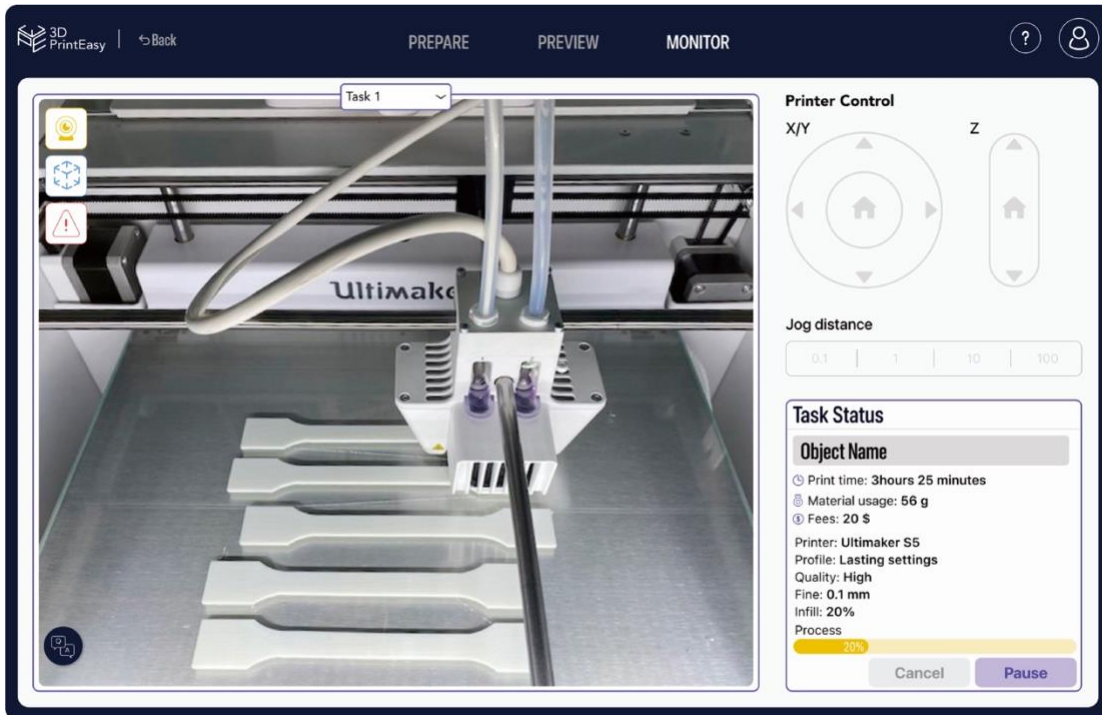 3D
PrintEasy
Back
PREPARE
PREVIEW
MONITOR
?
Task 1
Ultimake
Printer Control
X/Y
Z
Jog distance
0.1 | 1 | 10 | 100
Task Status
Object Name
Print time: 3hours 25 minutes
Material usage: 56 g
$ Fees: 20 $
Printer: Ultimaker S5
Profile: Lasting settings
Quality: High
Fine: 0.1 mm
Infill: 20%
Process
20%
Cancel
Pause
Q
A